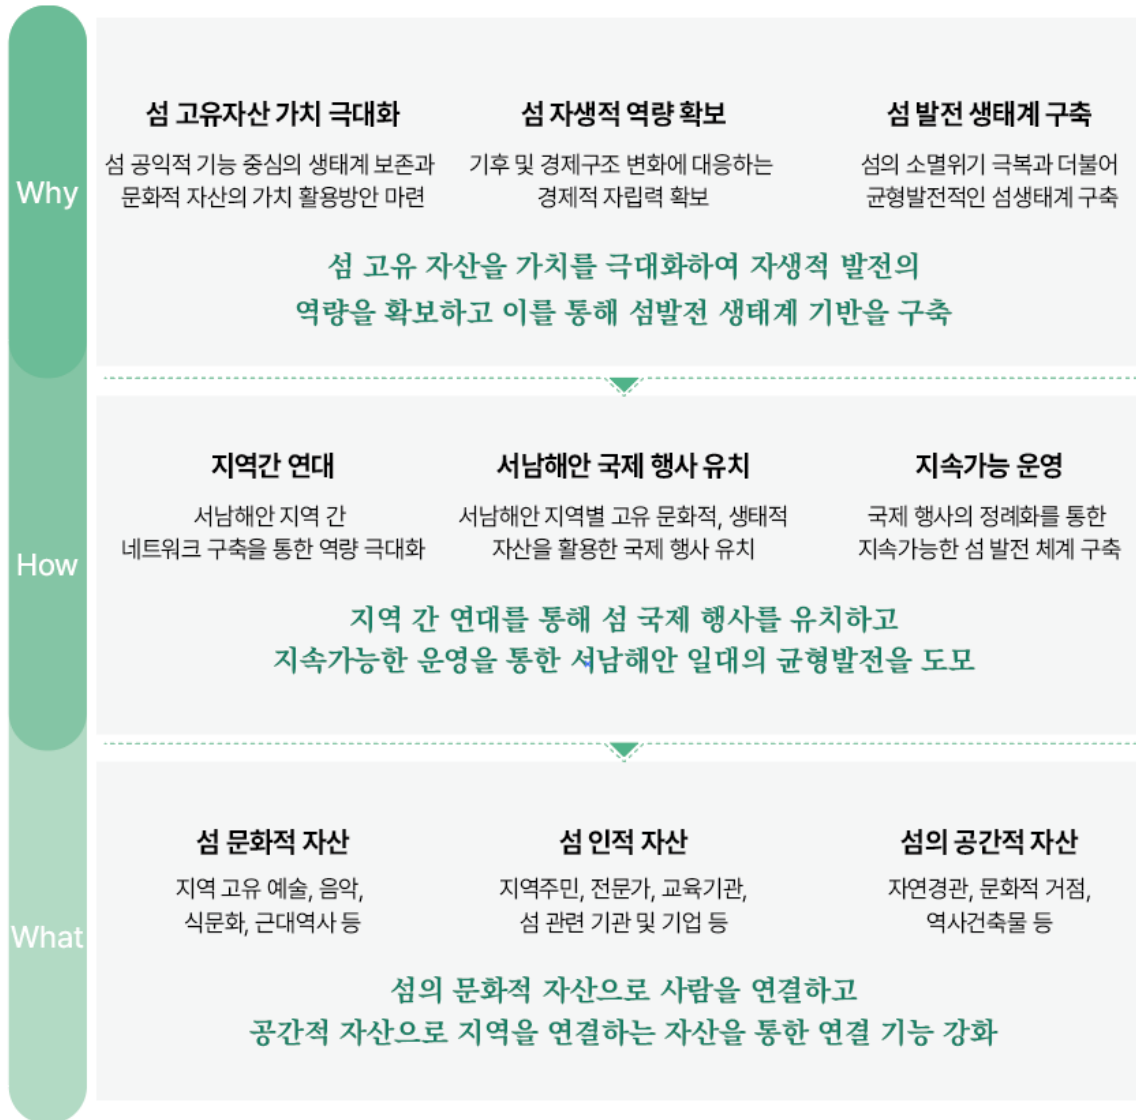 Why
섬 고유자산 가치 극대화
섬 공익적 기능 중심의 생태계 보존과
문화적 자산의 가치 활용방안 마련
섬 자생적 역량 확보
기후 및 경제구조 변화에 대응하는
경제적 자립력 확보
섬 발전 생태계 구축
섬의 소멸위기 극복과 더불어
균형발전적인 섬생태계 구축
섬 고유 자산을 가치를 극대화하여 자생적 발전의
역량을 확보하고 이를 통해 섬발전 생태계 기반을 구축
How
지역간 연대
서남해안 지역 간
네트워크 구축을 통한 역량 극대화
서남해안 국제 행사 유치
서남해안 지역별 고유 문화적, 생태적
자산을 활용한 국제 행사 유치
지속가능 운영
국제 행사의 정례화를 통한
지속가능한 섬 발전 체계 구축
지역 간 연대를 통해 섬 국제 행사를 유치하고
지속가능한 운영을 통한 서남해안 일대의 균형발전을 도모
What
섬 문화적 자산
지역 고유 예술, 음악,
식문화, 근대역사 등
섬 인적 자산
지역주민, 전문가, 교육기관,
섬 관련 기관 및 기업 등
섬의 공간적 자산
자연경관, 문화적 거점,
역사건축물 등
섬의 문화적 자산으로 사람을 연결하고
공간적 자산으로 지역을 연결하는 자산을 통한 연결 기능 강화